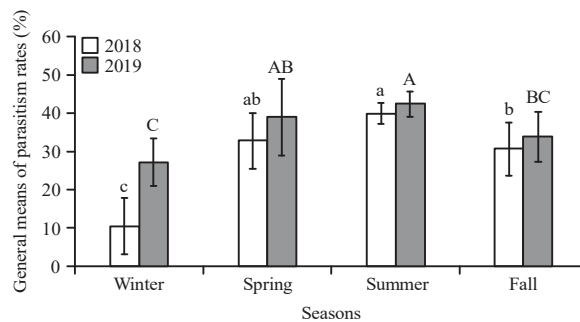 General means of parasitism rates (%)
60
50
40
30
20
10
0
2018
2019
c
C
ab
AB
a
A
b
BC
Winter
Spring
Summer
Fall
Seasons